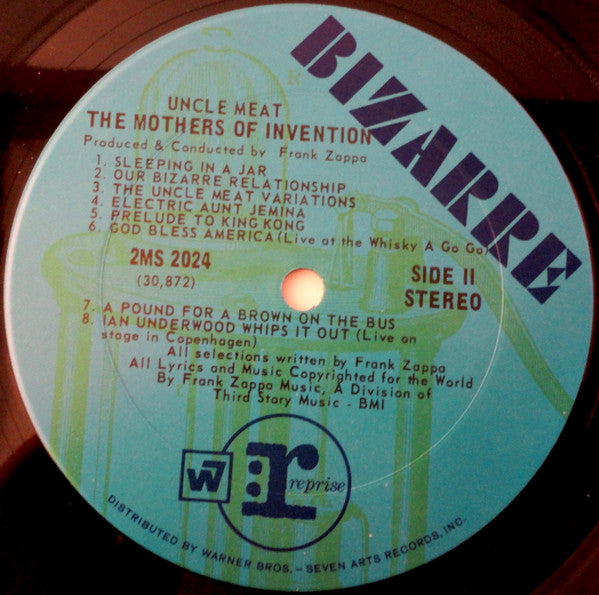 BIZARRE
R
UNCLE MEAT
THE MOTHERS OF INVENTION
Produced & Conducted by Frank Zappa
1. SLEEPING IN A JAR
2. OUR BIZARRE RELATIONSHIP
3. THE UNCLE MEAT VARIATIONS
4. ELECTRIC AUNT JEMINA
5. PRELUDE TO KING KONG
6. GOD BLESS AMERICA (Live at the Whisky A Go Go)
2MS 2024
(30,872)
SIDE II
STEREO
7. A POUND FOR A BROWN ON THE BUS
8. IAN UNDERWOOD WHIPS IT OUT (Live on
stage in Copenhagen)
All selections written by Frank Zappa
All Lyrics and Music Copyrighted for the World
By Frank Zappa Music, A Division of
Third Story Music - BMI
W7
r
reprise
DISTRIBUTED BY WARNER BROS. – SEVEN ARTS RECORDS, INC.